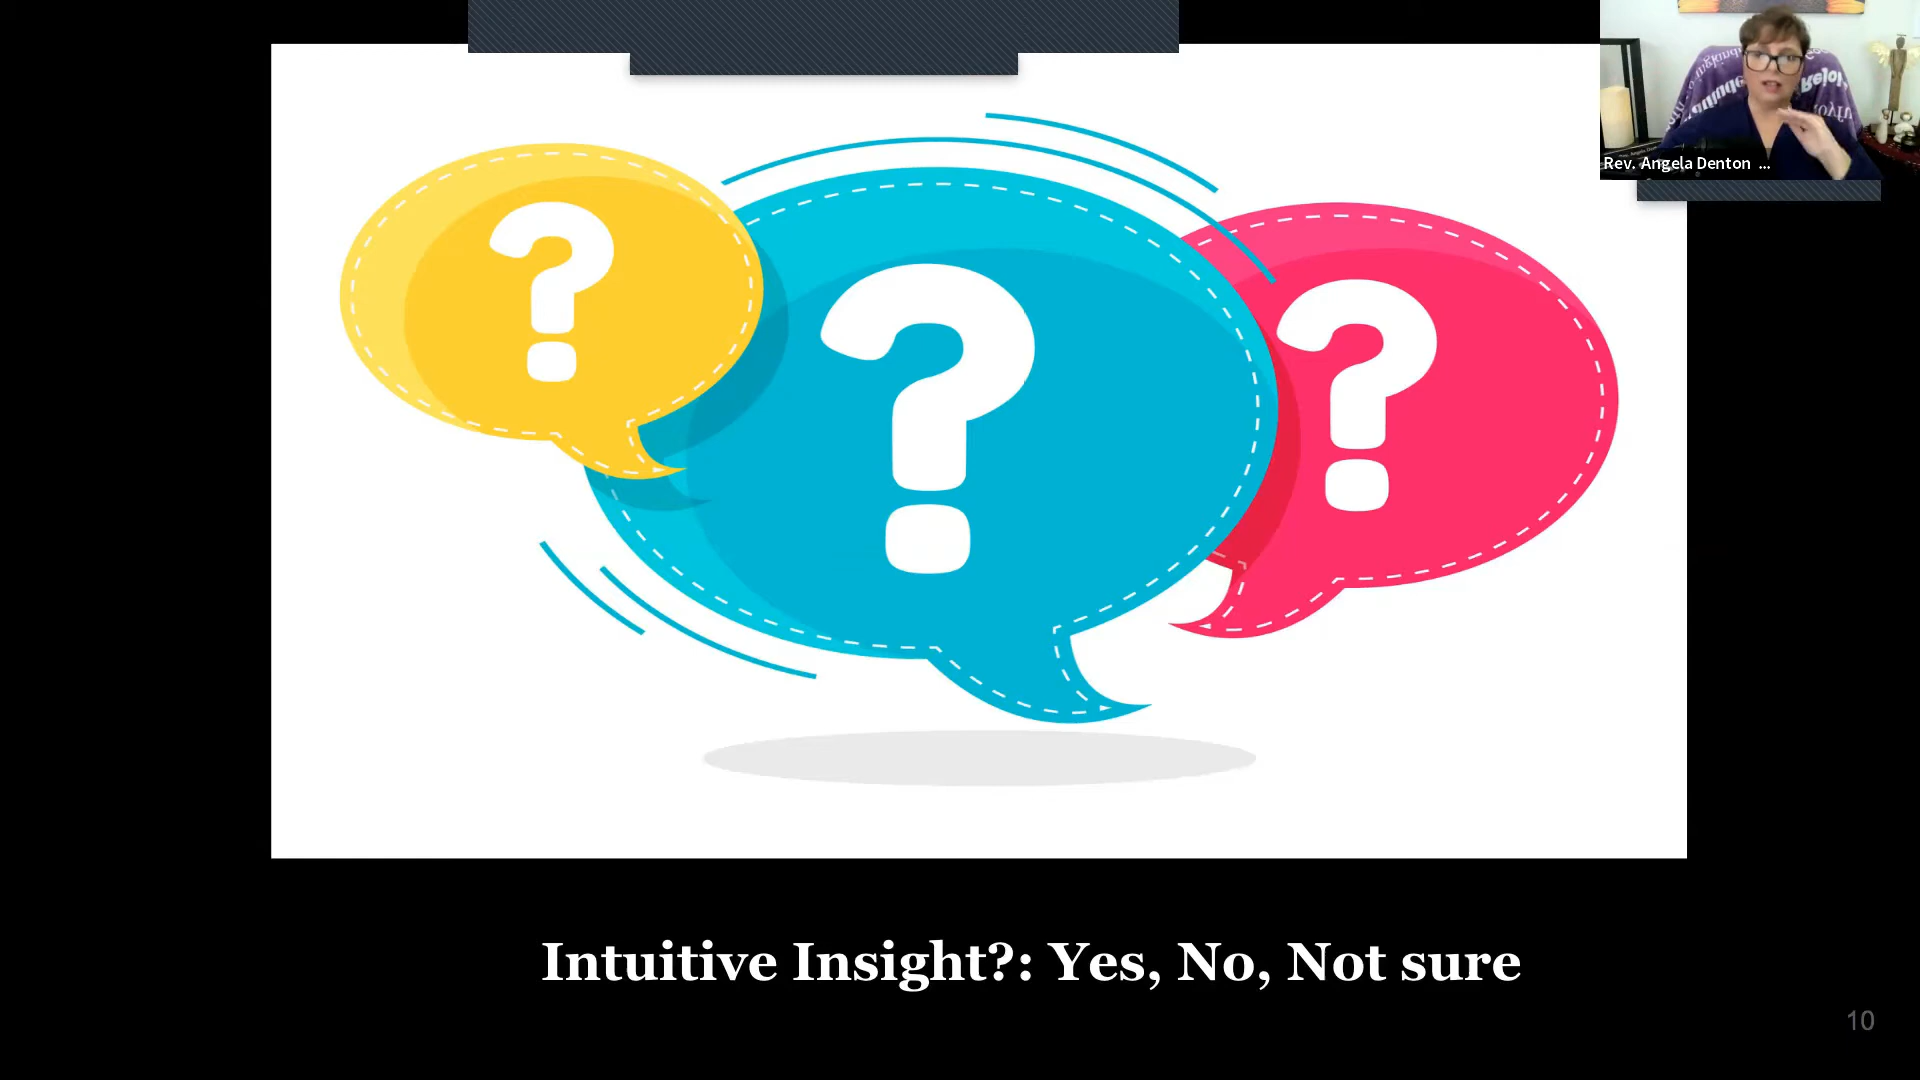 ?
?
?
Rev. Angela Denton ...
Intuitive Insight?: Yes, No, Not sure
10